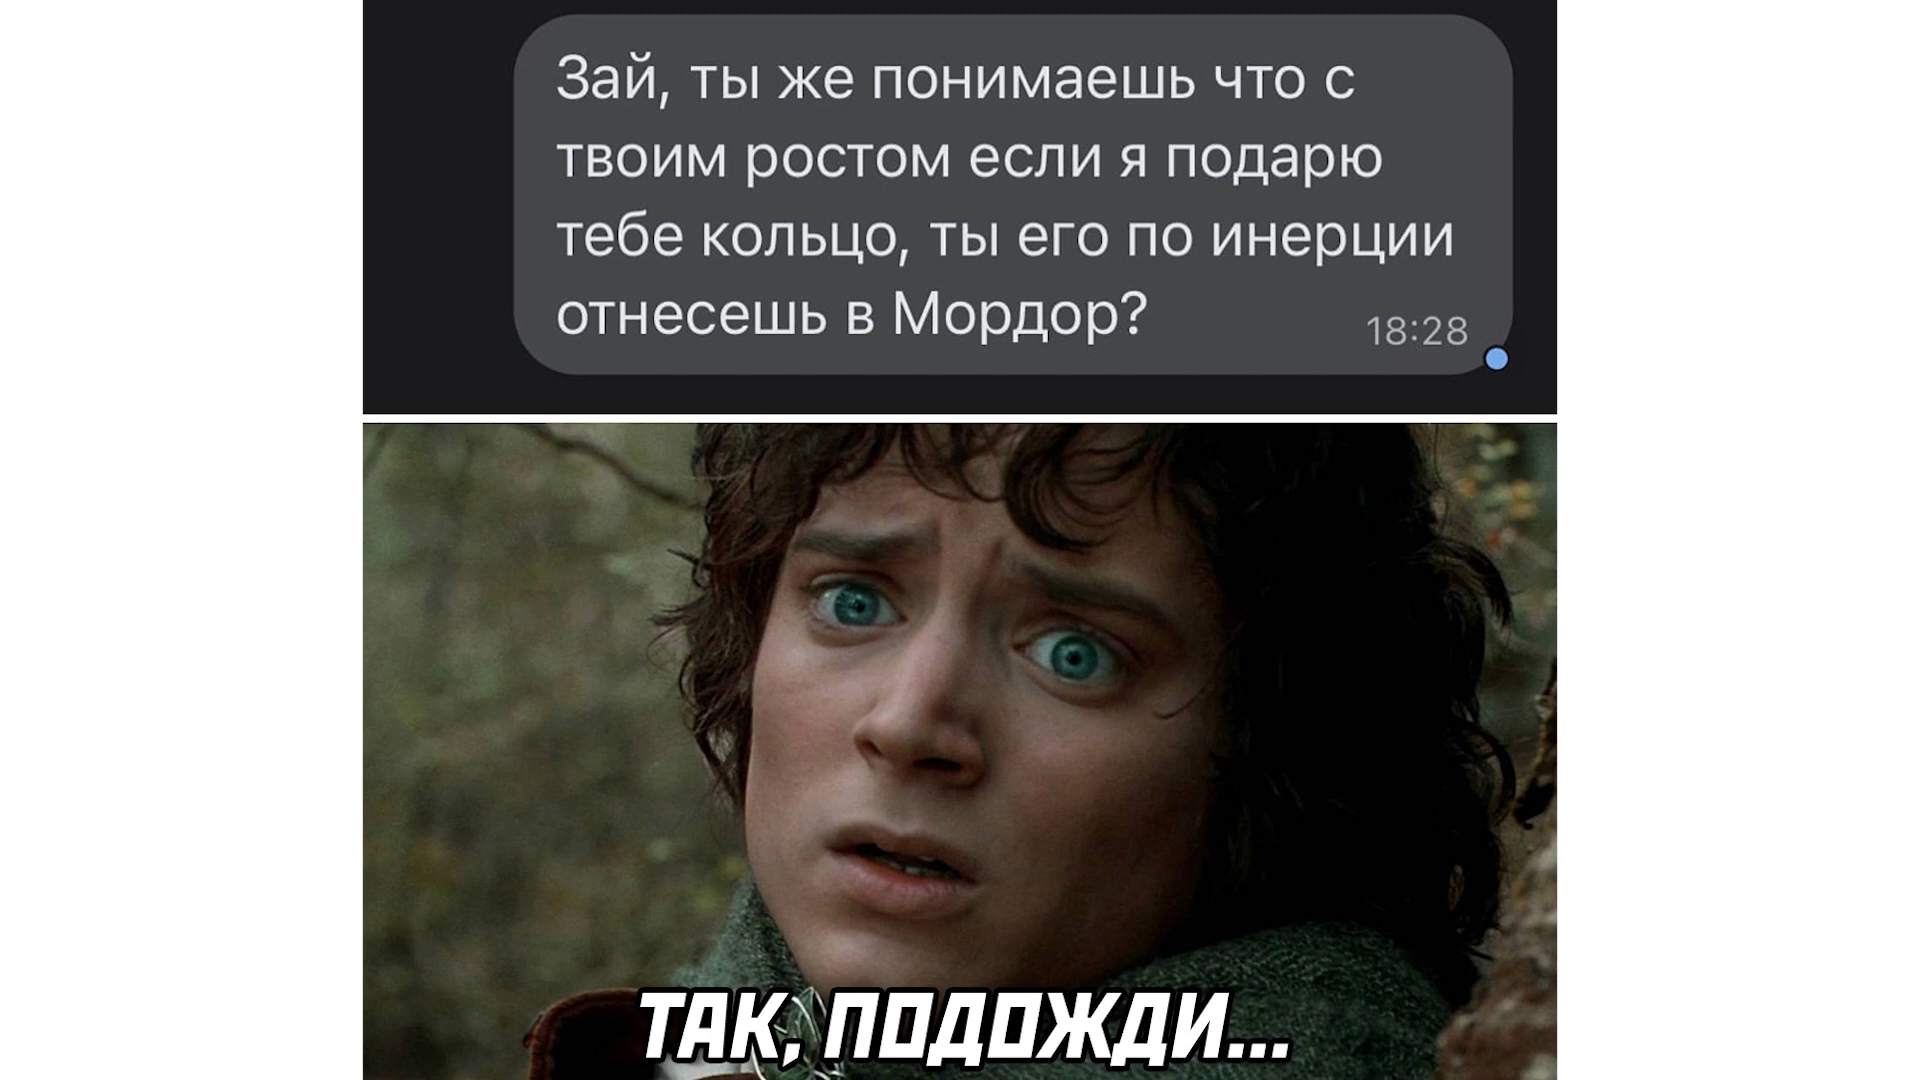 Зай, ты же понимаешь что с
твоим ростом если я подарю
тебе кольцо, ты его по инерции
отнесешь в Мордор?
18:28
ТАК, ПОДОЖДИ...